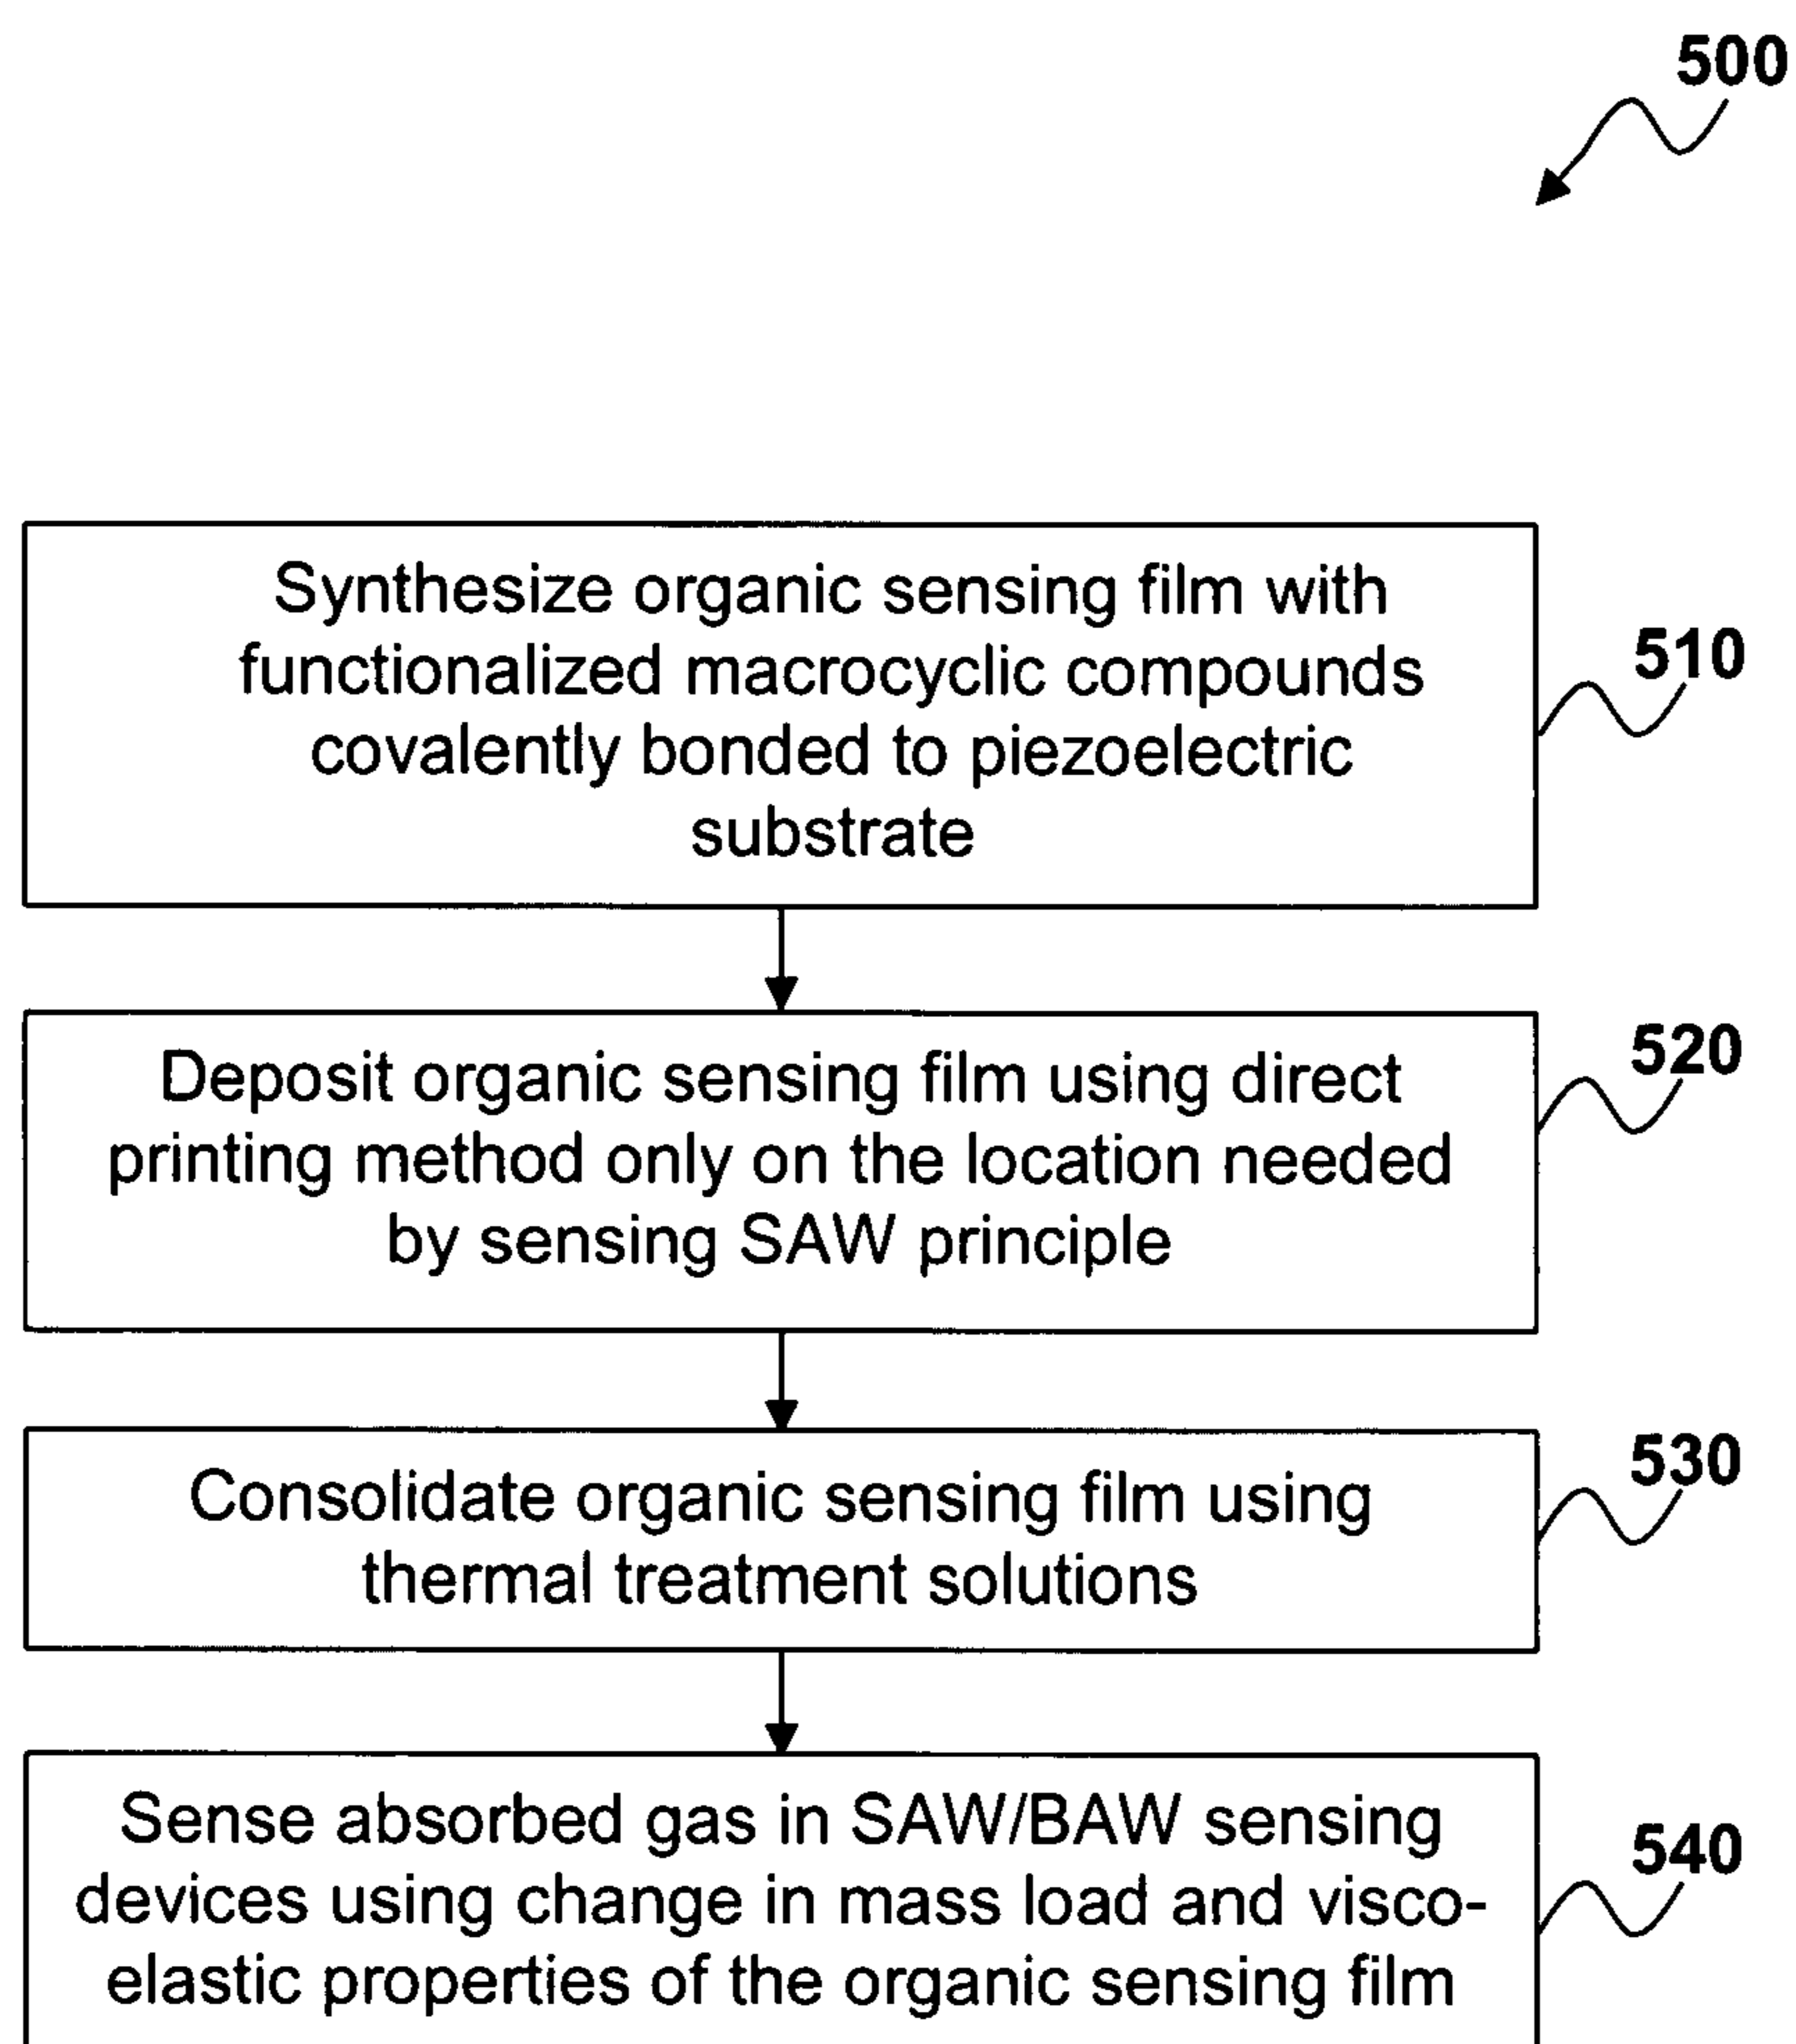 500
Synthesize organic sensing film with
functionalized macrocyclic compounds
covalently bonded to piezoelectric
substrate
510
Deposit organic sensing film using direct
printing method only on the location needed
by sensing SAW principle
520
Consolidate organic sensing film using
thermal treatment solutions
530
Sense absorbed gas in SAW/BAW sensing
devices using change in mass load and visco-
elastic properties of the organic sensing film
540